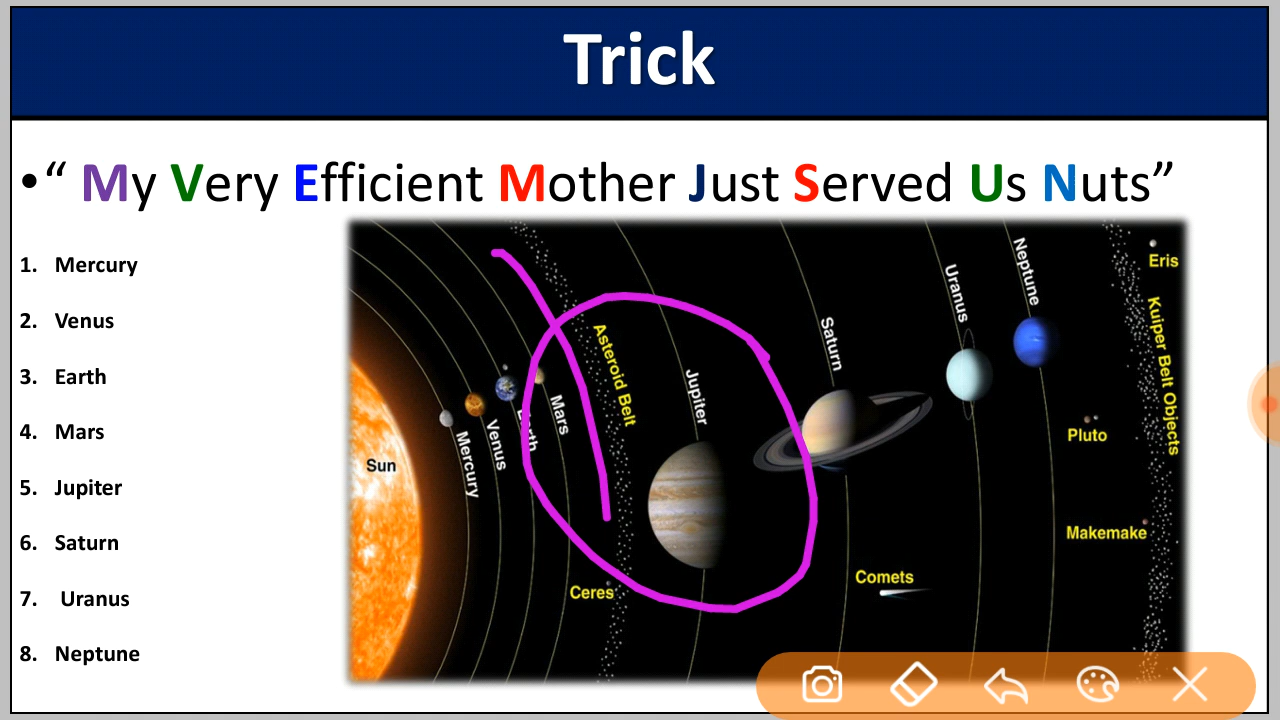 Trick
•“ My Very Efficient Mother Just Served Us Nuts”
1. Mercury
2. Venus
3. Earth
4. Mars
5. Jupiter
6. Saturn
7. Uranus
8. Neptune
Sun
Mercury
Venus
Earth
Mars
Asteroid Belt
Ceres
Jupiter
Saturn
Comets
Uranus
Neptune
Eris
Kuiper Belt Objects
Pluto
Makemake